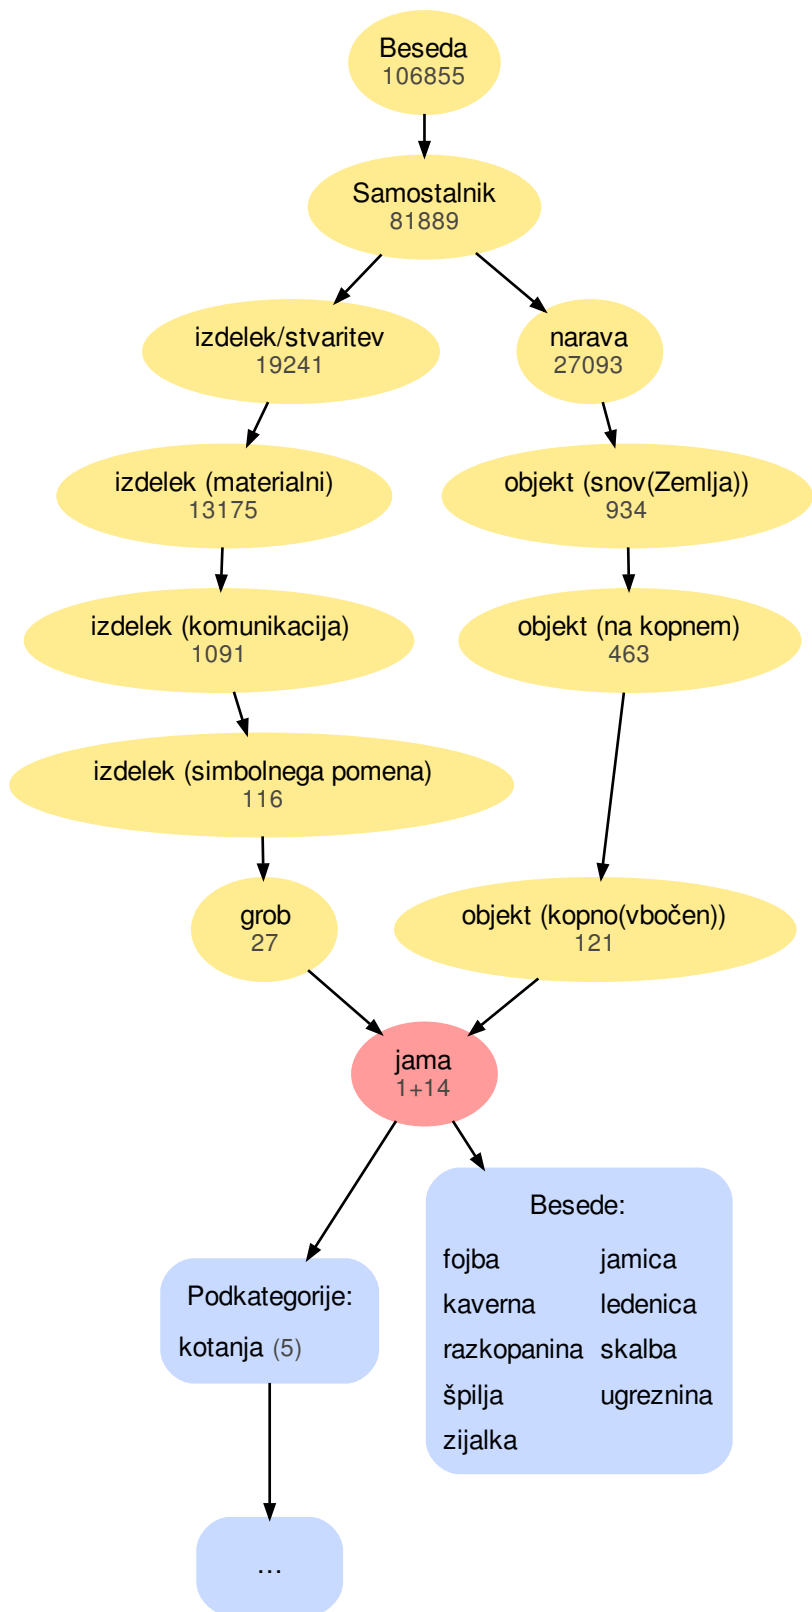 Beseda
106855
Samostalnik
81889
izdelek/stvaritev
19241
narava
27093
izdelek (materialni)
13175
objekt (snov(Zemlja))
934
izdelek (komunikacija)
1091
objekt (na kopnem)
463
izdelek (simbolnega pomena)
116
grob
27
objekt (kopno(vbočen))
121
jama
1+14
Podkategorije:
kotanja (5)
...
Besede:
fojba jamica
kaverna ledenica
razkopanina skalba
špilja ugreznina
zijalka